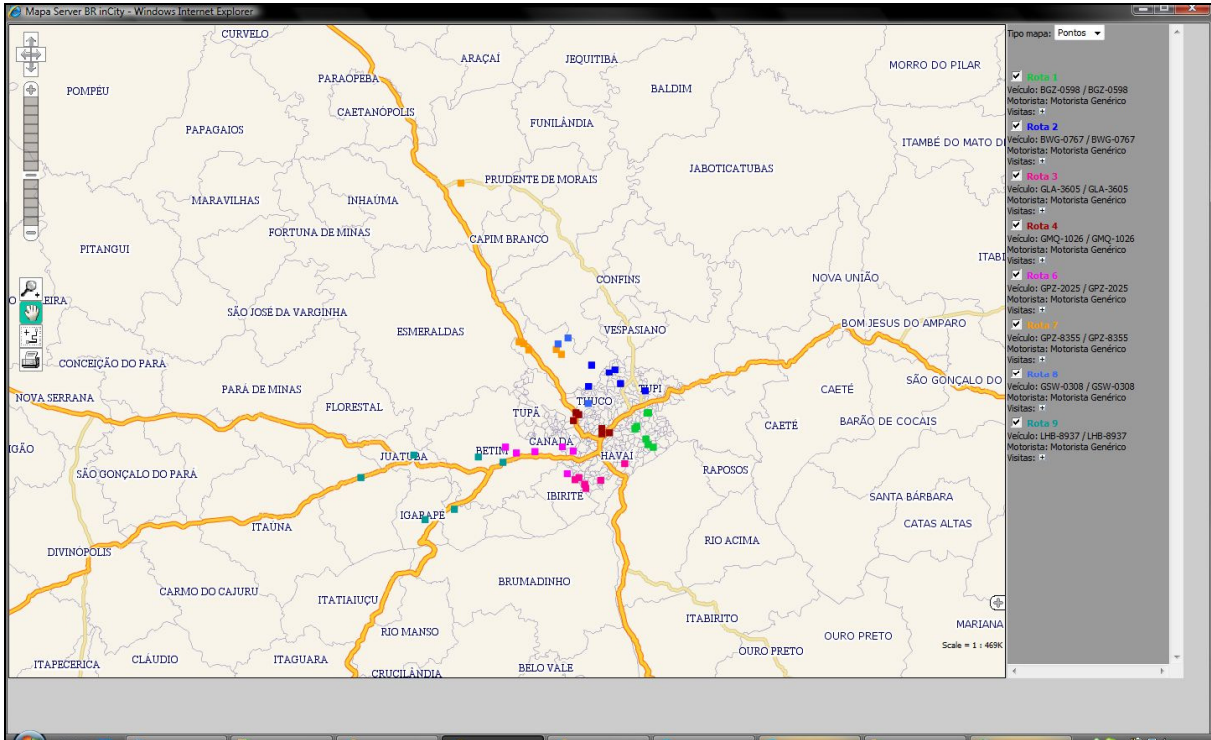 Mapa Server BR inCity - Windows Internet Explorer
CURVELO
ARAÇAÍ
JEQUITIBÁ
MORRO DO PILAR
PARAOPEBA
POMPÉU
BALDIM
CAETANÓPOLIS
FUNILÂNDIA
PAPAGAIOS
ITAMBÉ DO MATO D
JABOTICATUBAS
PRUDENTE DE MORAIS
MARAVILHAS
INHAÚMA
FORTUNA DE MINAS
CAPIM BRANCO
PITANGUI
ITABI
CONFINS
NOVA UNIÃO
EIRA
SÃO JOSÉ DA VARGINHA
ESMERALDAS
VESPASIANO
BOM JESUS DO AMPARO
CONCEIÇÃO DO PARÁ
PARÁ DE MINAS
CAETÉ
SÃO GONÇALO DO
NOVA SERRANA
FLORESTAL
TUPI
THUCO
TUPÃ
CAETÉ
BARÃO DE COCAIS
IGÃO
CANADÁ
BETIM
HAVAI
JUATUBA
RAPOSOS
SÃO GONÇALO DO PARÁ
IBIRITÉ
SANTA BÁRBARA
IGARAPÉ
ITAÚNA
CATAS ALTAS
RIO ACIMA
DIVINÓPOLIS
BRUMADINHO
CARMO DO CAJURU
ITATIAIUÇU
ITABIRITO
MARIANA
RIO MANSO
OURO PRETO
OURO PRETO
ITAPECERICA
CLÁUDIO
ITAGUARA
BELO VALE
CRUCILÂNDIA
Scale = 1 : 469K
Tipo mapa: Pontos
Rota 1
Veículo: BGZ-0598 / BGZ-0598
Motorista: Motorista Genérico
Visitas:
Rota 2
Veículo: BWG-0767 / BWG-0767
Motorista: Motorista Genérico
Visitas:
Rota 3
Veículo: GLA-3605 / GLA-3605
Motorista: Motorista Genérico
Visitas:
Rota 4
Veículo: GMQ-1026 / GMQ-1026
Motorista: Motorista Genérico
Visitas:
Rota 6
Veículo: GPZ-2025 / GPZ-2025
Motorista: Motorista Genérico
Visitas:
Rota 7
Veículo: GPZ-8355 / GPZ-8355
Motorista: Motorista Genérico
Visitas:
Rota 8
Veículo: GSW-0308 / GSW-0308
Motorista: Motorista Genérico
Visitas:
Rota 9
Veículo: LHB-8937 / LHB-8937
Motorista: Motorista Genérico
Visitas: